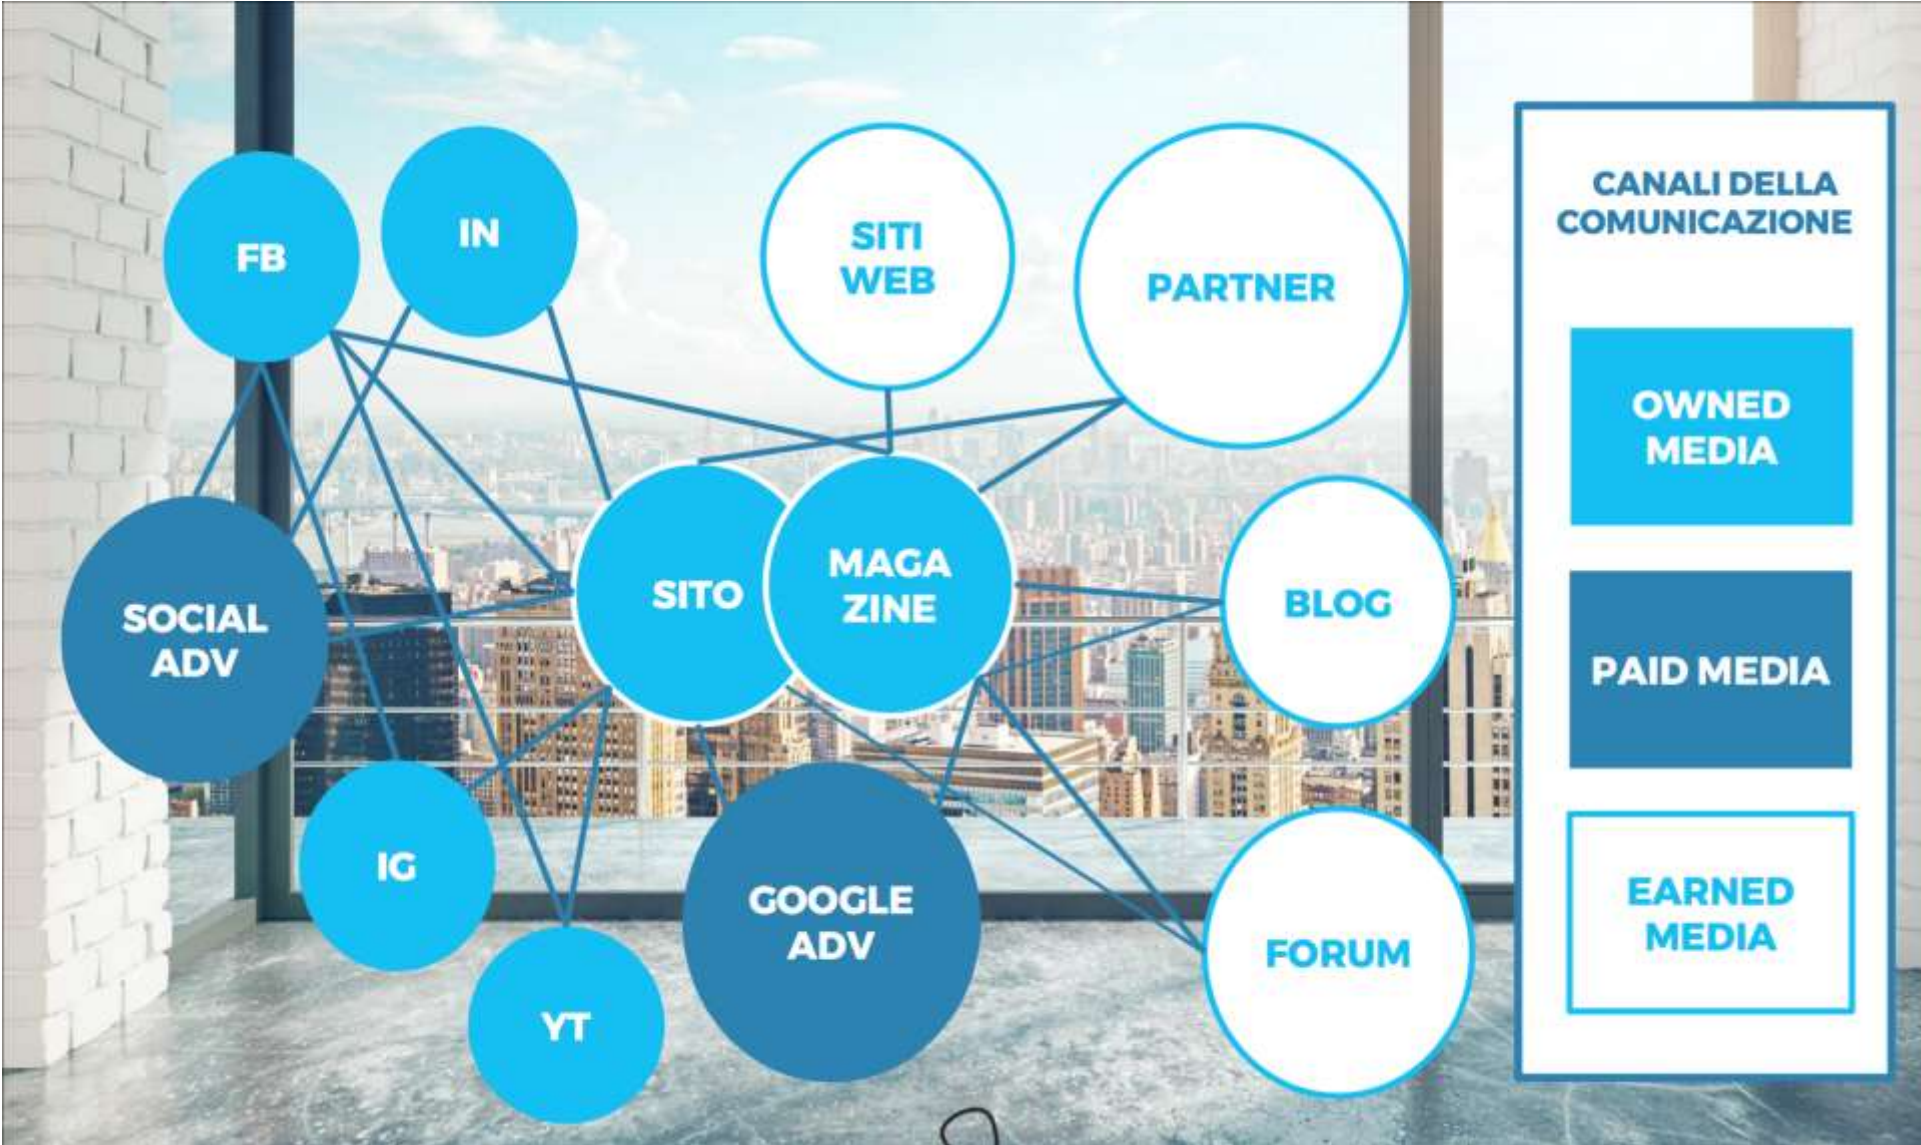 FB
IN
SITI
WEB
PARTNER
SOCIAL
ADV
SITO
MAGA
ZINE
BLOG
IG
YT
GOOGLE
ADV
FORUM
CANALI DELLA
COMUNICAZIONE
OWNED
MEDIA
PAID MEDIA
EARNED
MEDIA